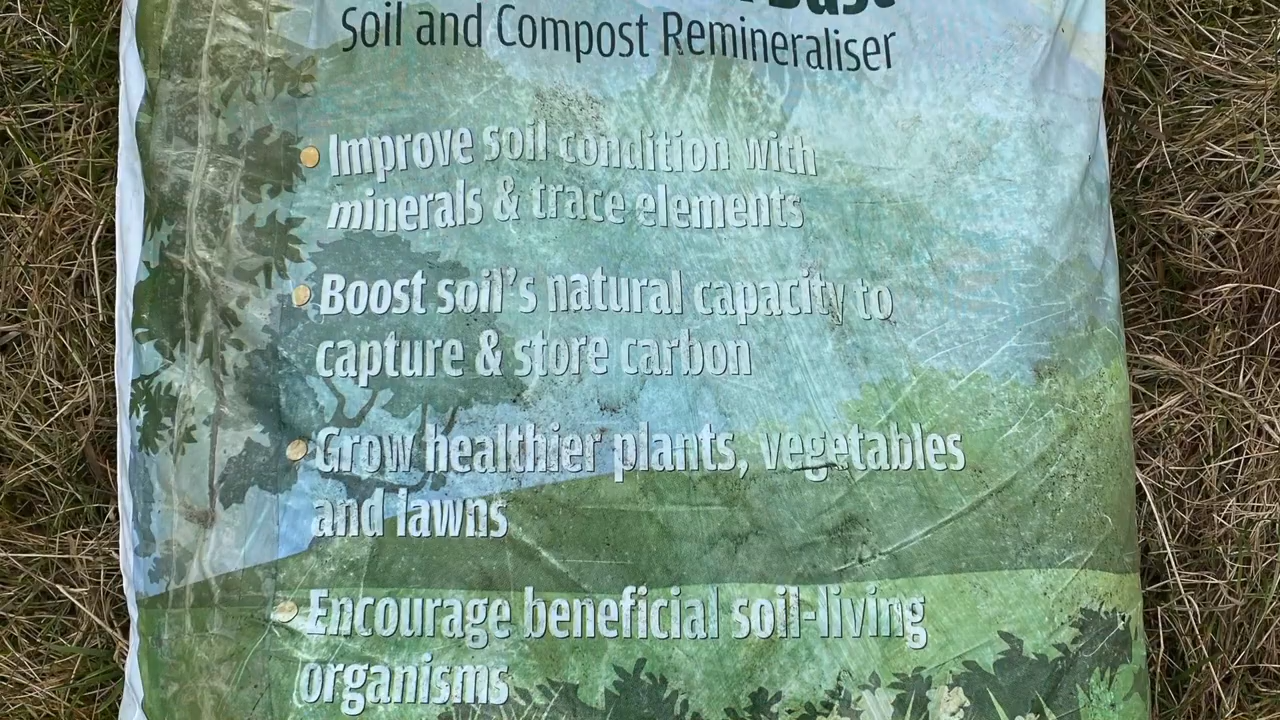 Soil and Compost Remineraliser
Improve soil condition with
minerals & trace elements
Boost soil's natural capacity to
capture & store carbon
Grow healthier plants, vegetables
and lawns
Encourage beneficial soil-living
organisms